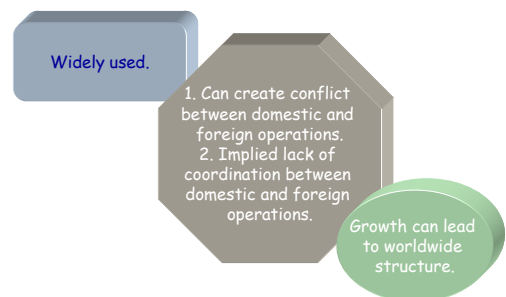 Widely used.
1. Can create conflict
between domestic and
foreign operations.
2. Implied lack of
coordination between
domestic and foreign
operations.
Growth can lead
to worldwide
structure.